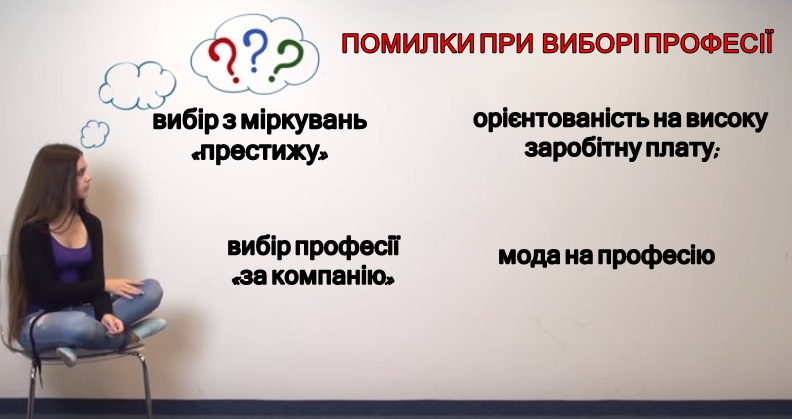 ? ? ?
ПОМИЛКИ ПРИ ВИБОРІ ПРОФЕСІЇ
вибір з міркувань
«престижу»
орієнтованість на високу
заробітну плату;
вибір професії
«за компанію»
мода на професію